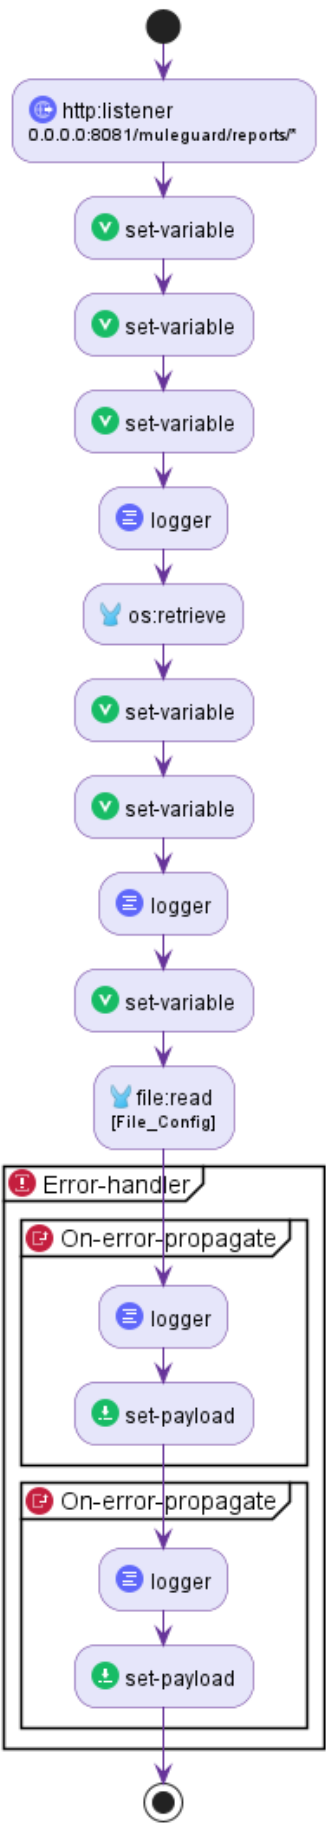 http:listener
0.0.0.0:8081/muleguard/reports/*
set-variable
set-variable
set-variable
logger
os:retrieve
set-variable
set-variable
logger
set-variable
file:read
[File_Config]
Error-handler
On-error-propagate
logger
set-payload
On-error-propagate
logger
set-payload